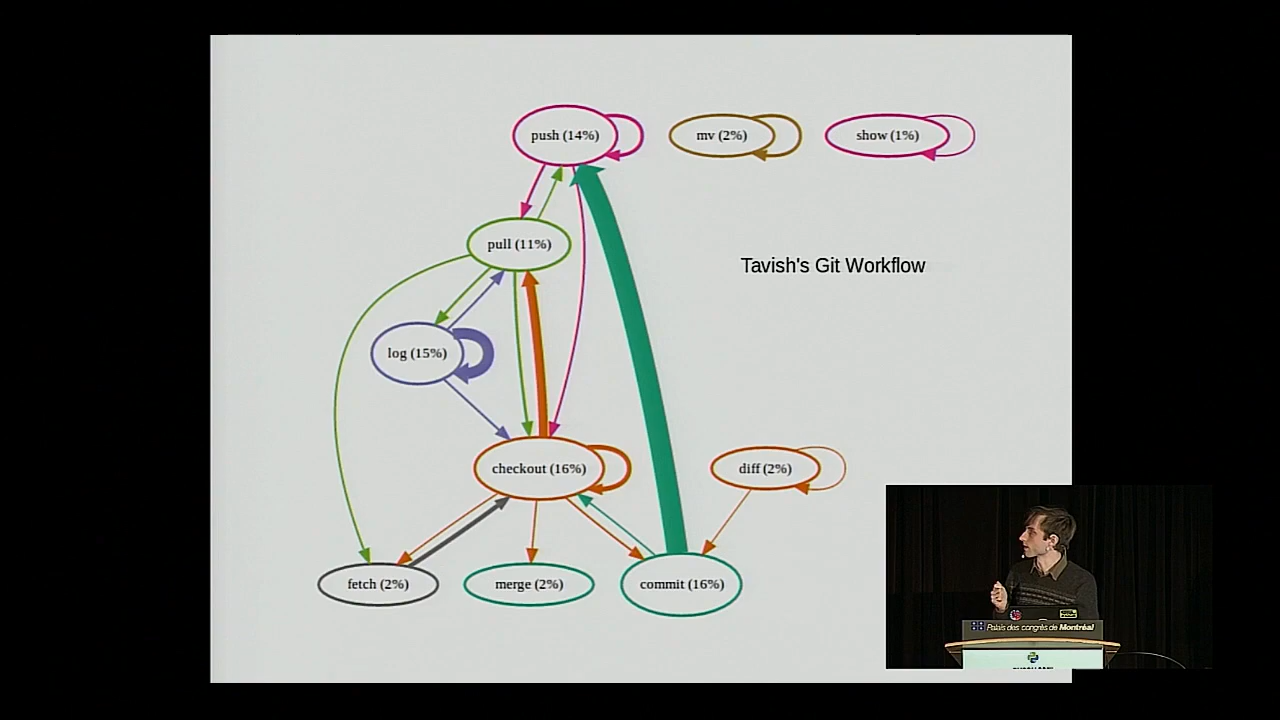 push (14%)
mv (2%)
show (1%)
pull (11%)
Tavish's Git Workflow
log (15%)
checkout (16%)
diff (2%)
fetch (2%)
merge (2%)
commit (16%)
Palais des congrès de Montréal